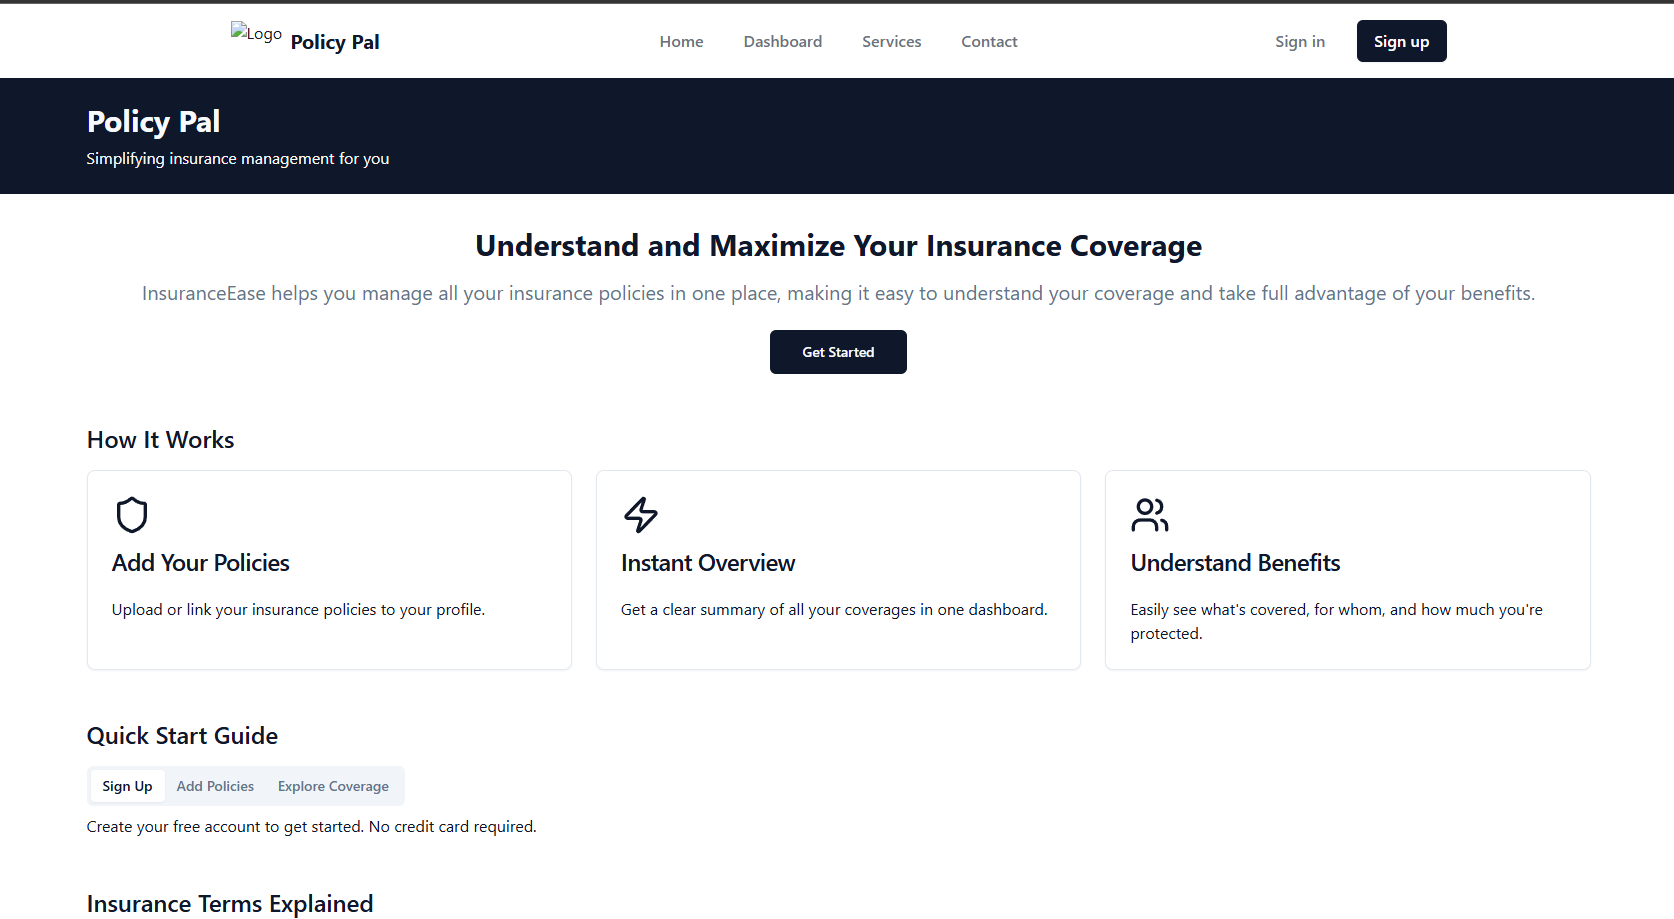 Logo Policy Pal
Home Dashboard Services Contact
Sign in Sign up
Policy Pal
Simplifying insurance management for you
Understand and Maximize Your Insurance Coverage
InsuranceEase helps you manage all your insurance policies in one place, making it easy to understand your coverage and take full advantage of your benefits.
Get Started
How It Works
Add Your Policies
Upload or link your insurance policies to your profile.
Instant Overview
Get a clear summary of all your coverages in one dashboard.
Understand Benefits
Easily see what's covered, for whom, and how much you're
protected.
Quick Start Guide
Sign Up Add Policies Explore Coverage
Create your free account to get started. No credit card required.
Insurance Terms Explained